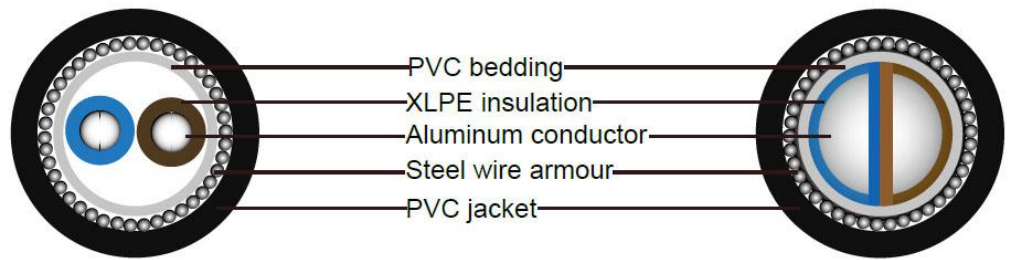 PVC bedding
XLPE insulation
Aluminum conductor
Steel wire armour
PVC jacket